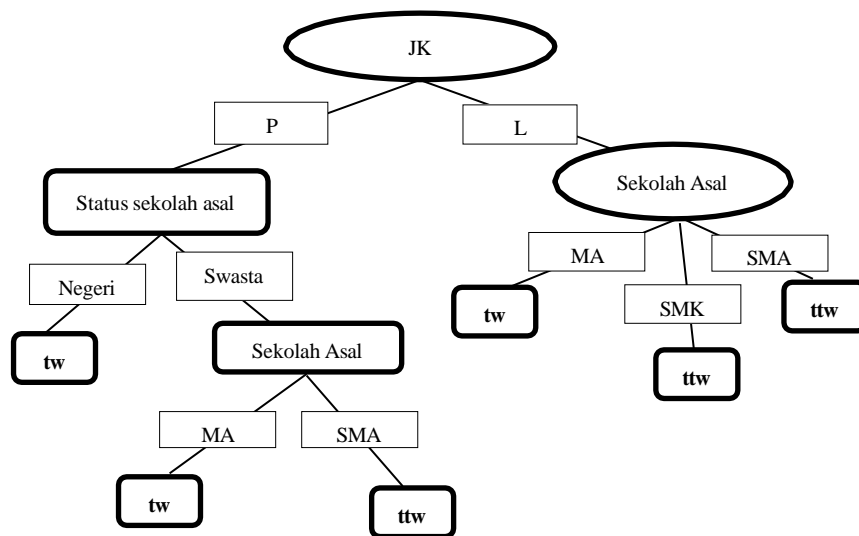 JK
P
L
Status sekolah asal
Sekolah Asal
Negeri
Swasta
MA
SMA
SMK
tw
ttw
ttw
tw
Sekolah Asal
MA
SMA
tw
ttw